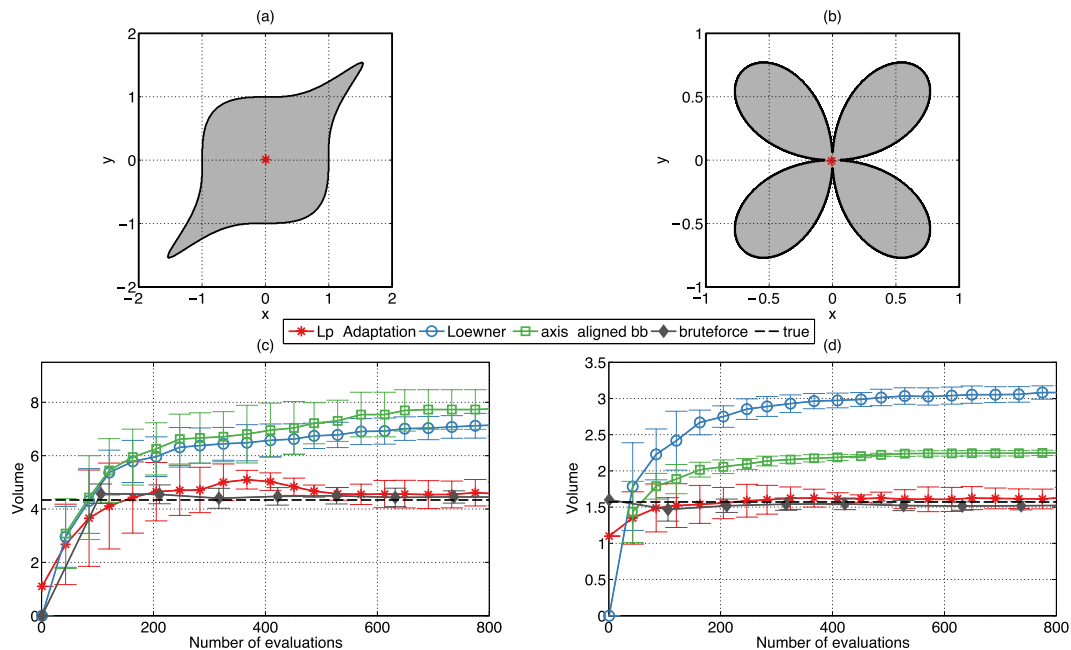 (a)
2
1
0
−1
−2
y
−2
−1
0
1
2
x
(b)
1
0.5
0
−0.5
−1
y
−1
−0.5
0
0.5
1
x
Lp Adaptation
Loewner
axis aligned bb
bruteforce
true
(c)
8
6
4
2
0
Volume
0
200
400
600
800
Number of evaluations
(d)
3.5
3
2.5
2
1.5
1
0.5
0
Volume
0
200
400
600
800
Number of evaluations